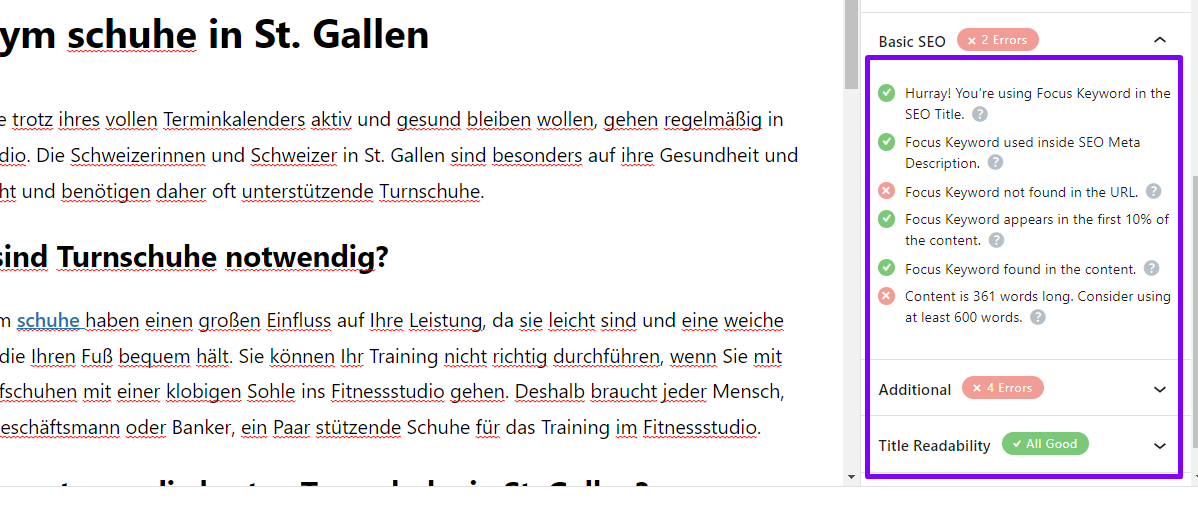 ym schuhe in St. Gallen
e trotz ihres vollen Terminkalenders aktiv und gesund bleiben wollen, gehen regelmäßig in
dio. Die Schweizerinnen und Schweizer in St. Gallen sind besonders auf ihre Gesundheit und
ht und benötigen daher oft unterstützende Turnschuhe.
sind Turnschuhe notwendig?
m schuhe haben einen großen Einfluss auf Ihre Leistung, da sie leicht sind und eine weiche
die Ihren Fuß bequem hält. Sie können Ihr Training nicht richtig durchführen, wenn Sie mit
fschuhen mit einer klobigen Sohle ins Fitnessstudio gehen. Deshalb braucht jeder Mensch,
eschäftsmann oder Banker, ein Paar stützende Schuhe für das Training im Fitnessstudio.
Basic SEO
2 Errors
Hurray! You're using Focus Keyword in the
SEO Title.
Focus Keyword used inside SEO Meta
Description.
Focus Keyword not found in the URL.
Focus Keyword appears in the first 10% of
the content.
Focus Keyword found in the content.
Content is 361 words long. Consider using
at least 600 words.
Additional
4 Errors
Title Readability
All Good